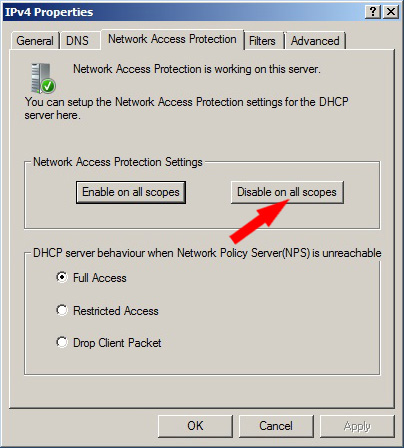 IPv4 Properties
General
DNS
Network Access Protection
Filters
Advanced
Network Access Protection is working on this server.
You can setup the Network Access Protection settings for the DHCP
server here.
Network Access Protection Settings
Enable on all scopes
Disable on all scopes
DHCP server behaviour when Network Policy Server(NPS) is unreachable
Full Access
Restricted Access
Drop Client Packet
OK
Cancel
Apply